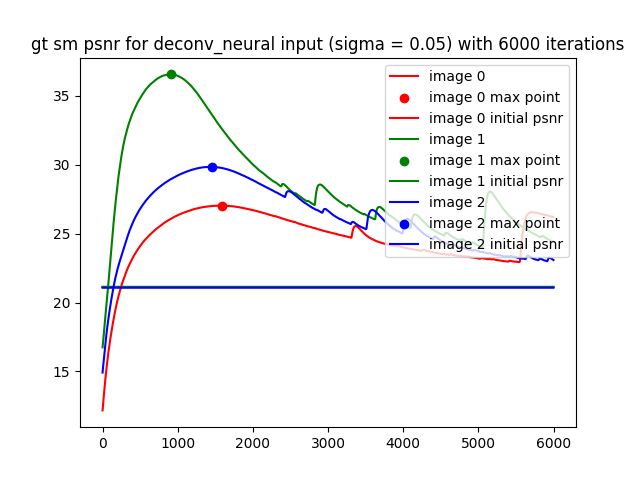 gt sm psnr for deconv_neural input (sigma = 0.05) with 6000 iterations
image 0
image 0 max point
image 0 initial psnr
image 1
image 1 max point
image 1 initial psnr
image 2
image 2 max point
image 2 initial psnr
35
30
25
20
15
0 1000 2000 3000 4000 5000 6000